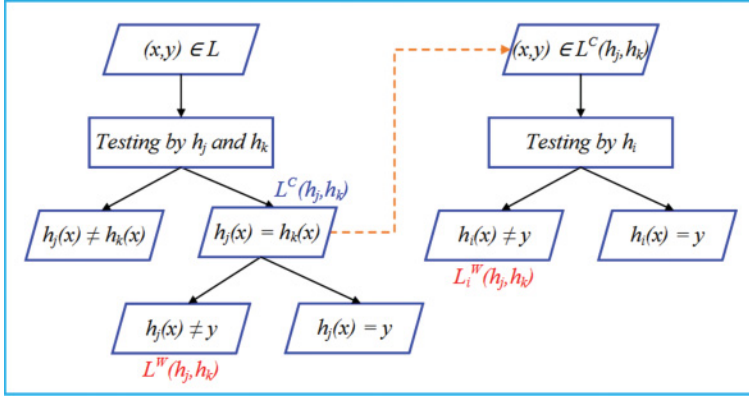 (x,y) ∈ L
(x,y) ∈ L^C(h_j,h_k)
Testing by h_j and h_k
Testing by h_i
L^C(h_j,h_k)
h_j(x) ≠ h_k(x)
h_j(x) = h_k(x)
h_i(x) ≠ y
h_i(x) = y
L_i^W(h_j,h_k)
h_j(x) ≠ y
h_j(x) = y
L^W(h_j,h_k)